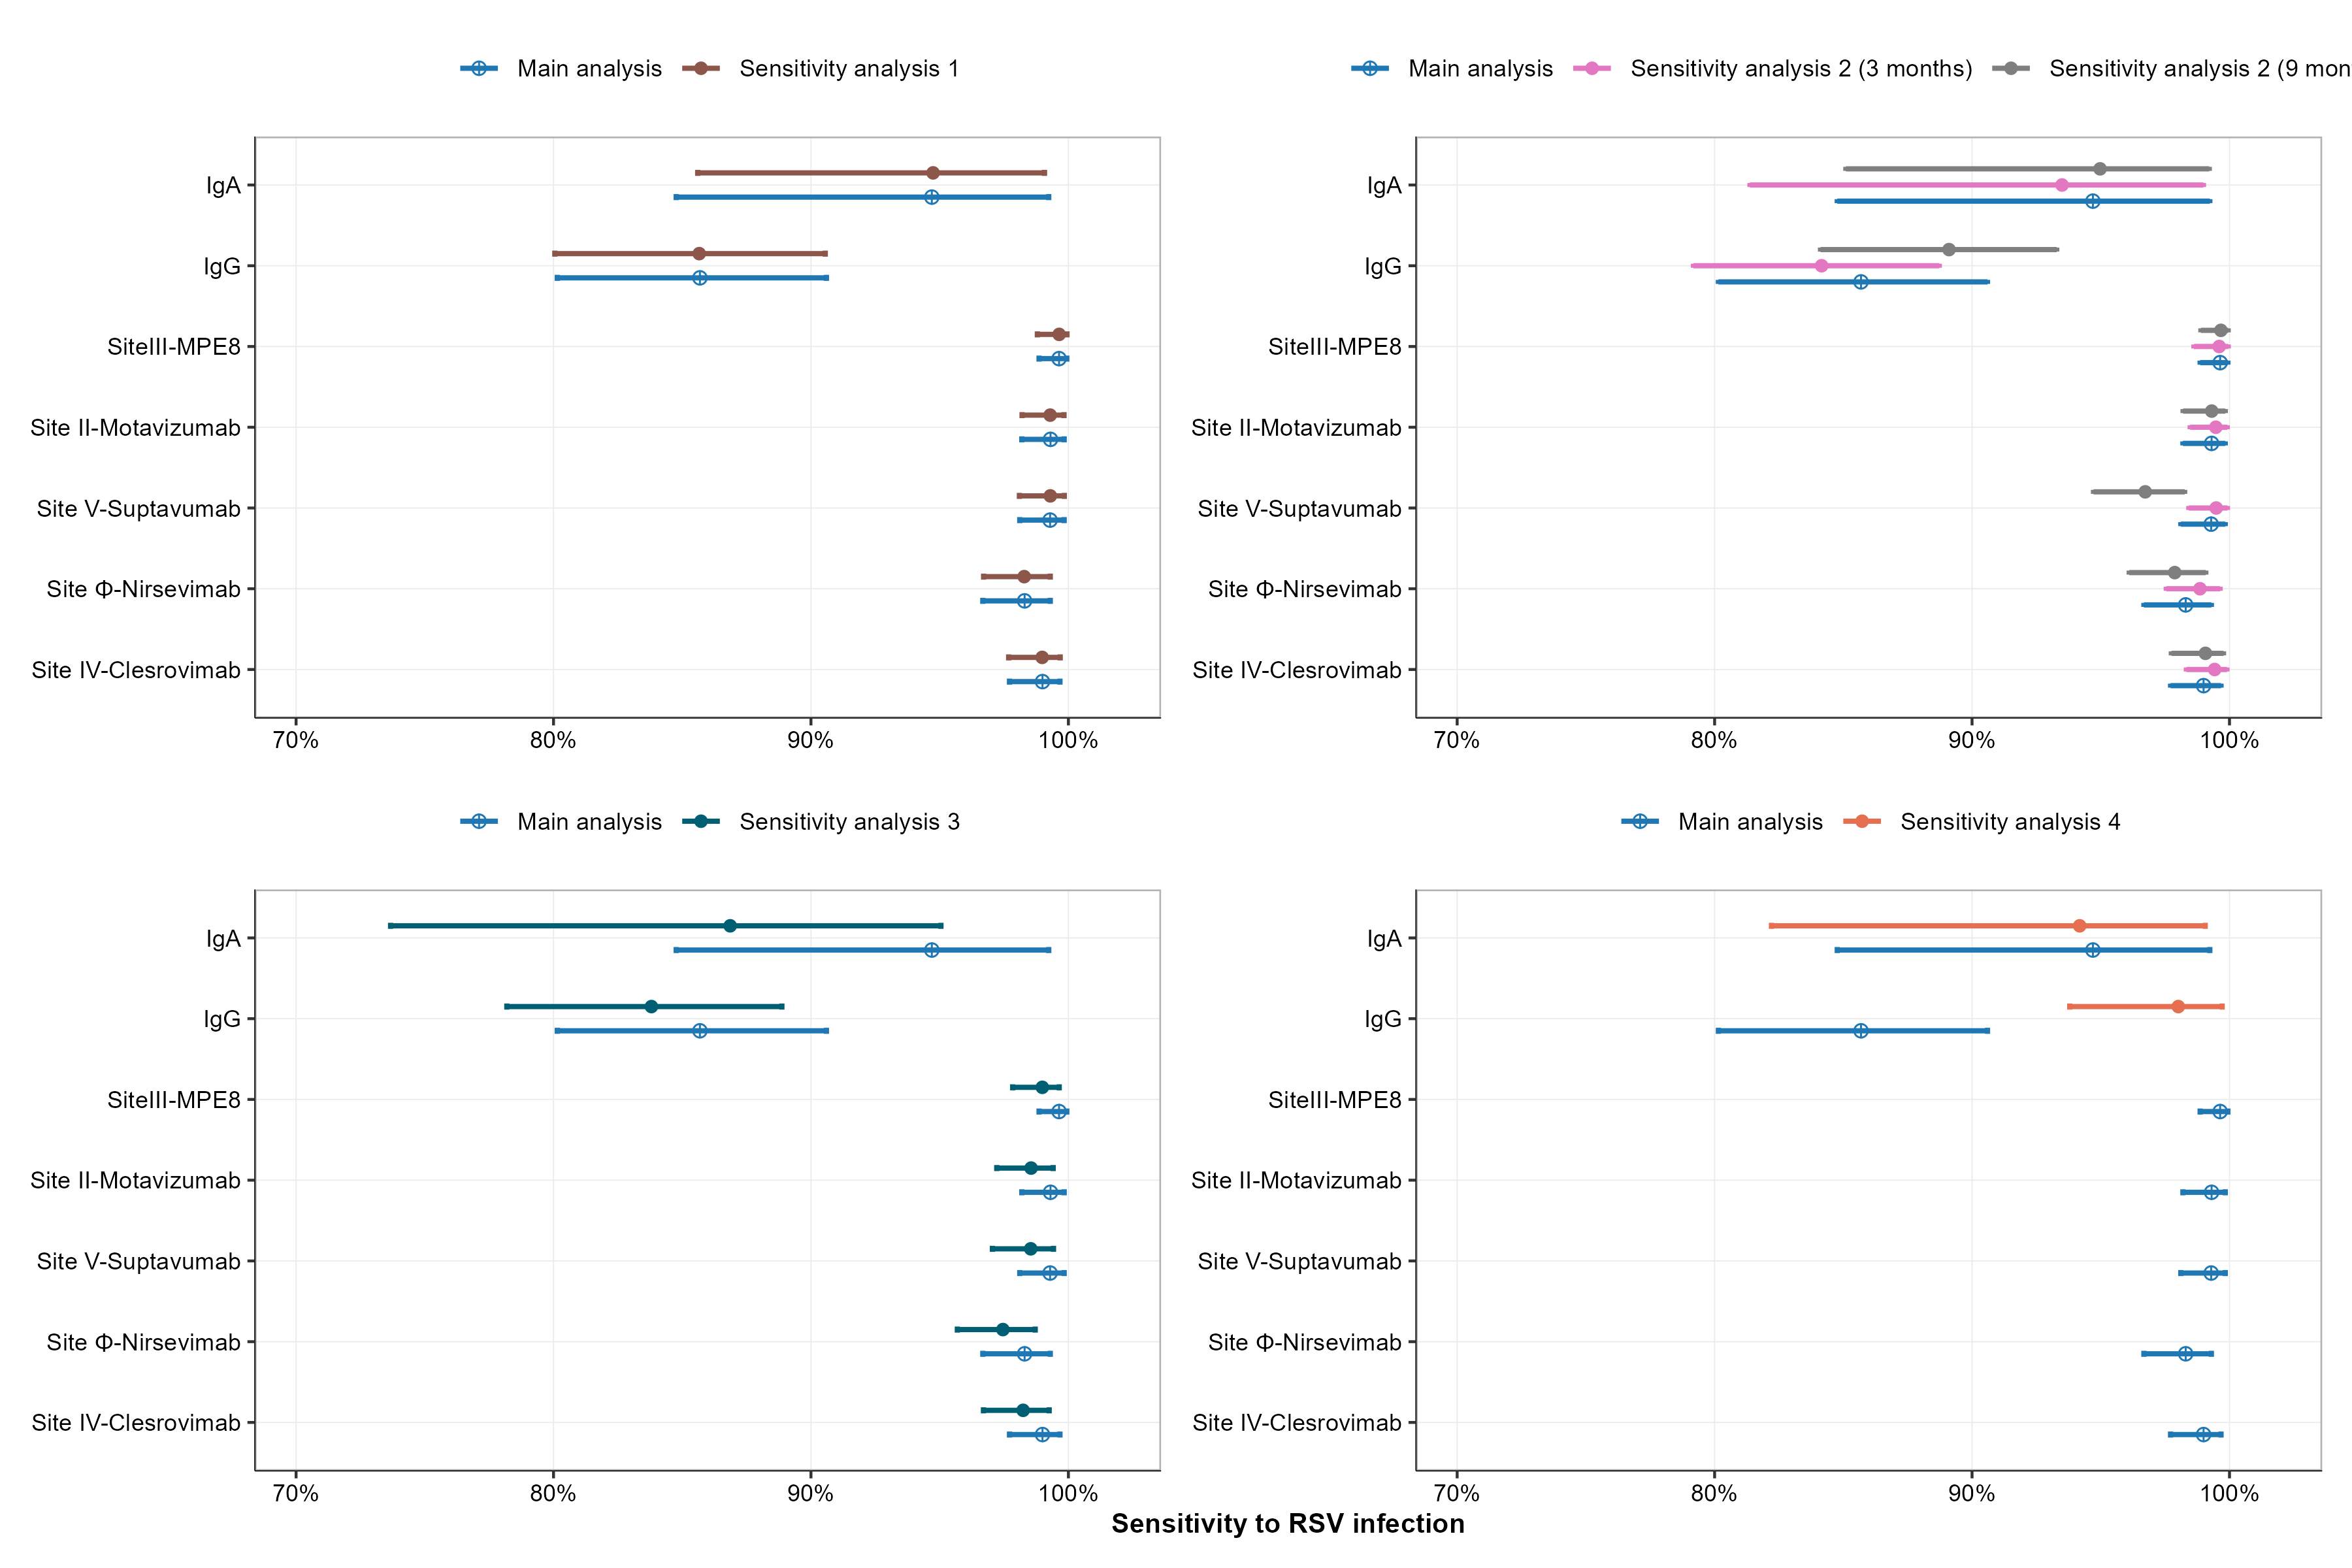 Main analysis Sensitivity analysis 1
IgA
IgG
SiteIII-MPE8
Site II-Motavizumab
Site V-Suptavumab
Site Φ-Nirsevimab
Site IV-Clesrovimab
70% 80% 90% 100%
Main analysis Sensitivity analysis 2 (3 months) Sensitivity analysis 2 (9 mon
IgA
IgG
SiteIII-MPE8
Site II-Motavizumab
Site V-Suptavumab
Site Φ-Nirsevimab
Site IV-Clesrovimab
70% 80% 90% 100%
Main analysis Sensitivity analysis 3
IgA
IgG
SiteIII-MPE8
Site II-Motavizumab
Site V-Suptavumab
Site Φ-Nirsevimab
Site IV-Clesrovimab
70% 80% 90% 100%
Main analysis Sensitivity analysis 4
IgA
IgG
SiteIII-MPE8
Site II-Motavizumab
Site V-Suptavumab
Site Φ-Nirsevimab
Site IV-Clesrovimab
70% 80% 90% 100%
Sensitivity to RSV infection